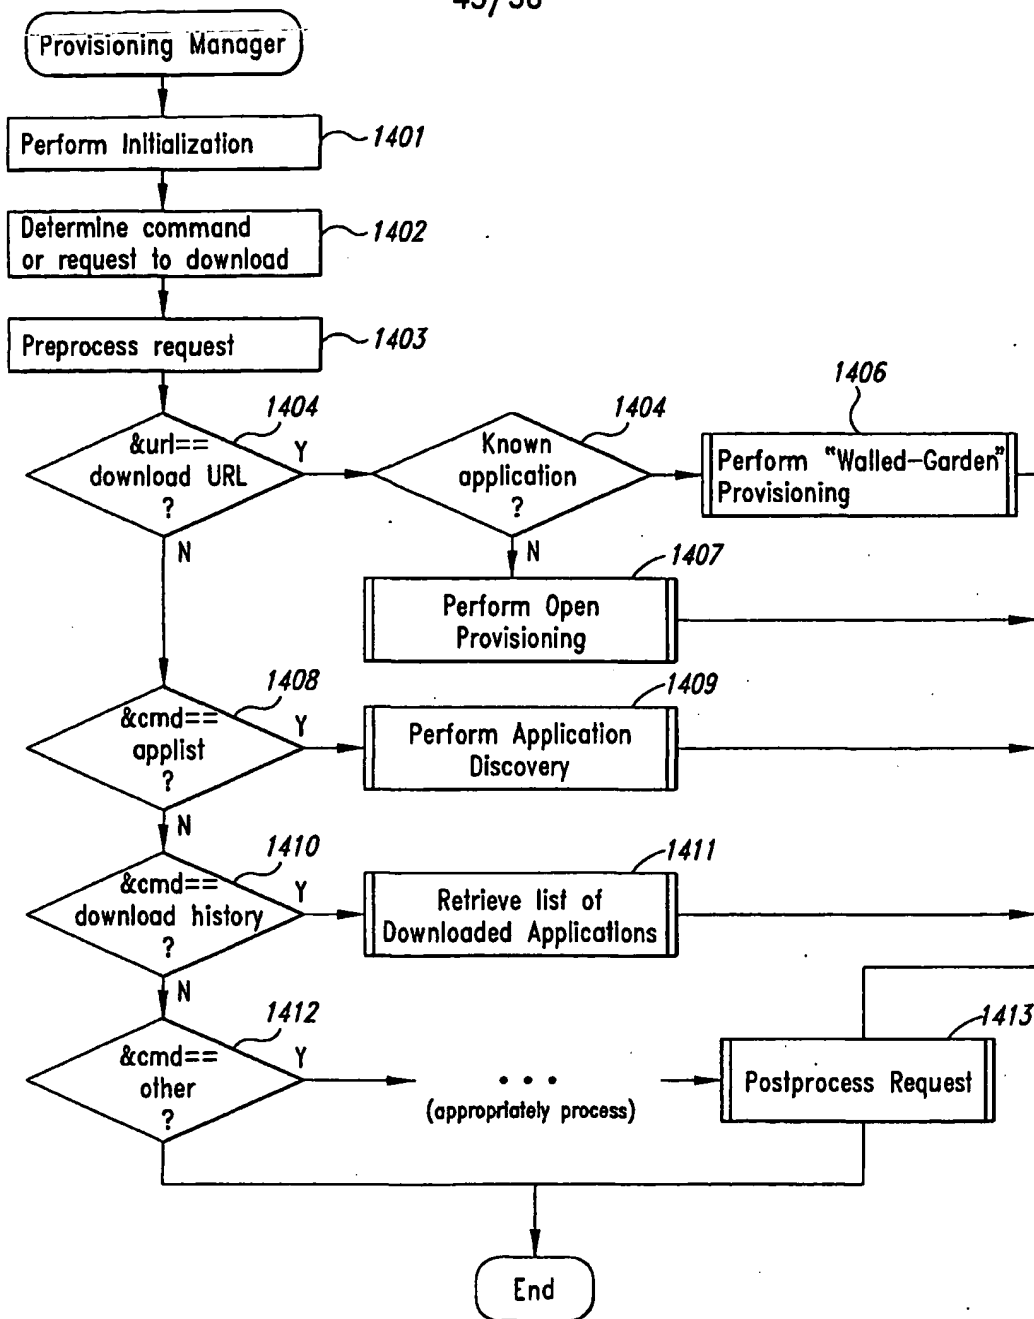 Provisioning Manager
Perform Initialization
1401
Determine command
or request to download
1402
Preprocess request
1403
&url==
download URL
?
1404
Y
N
Known
application
?
1404
N
1406
Perform "Walled-Garden"
Provisioning
1407
Perform Open
Provisioning
&cmd==
applist
?
1408
Y
N
1409
Perform Application
Discovery
&cmd==
download history
?
1410
Y
N
1411
Retrieve list of
Downloaded Applications
&cmd==
other
?
1412
Y
• • •
(appropriately process)
1413
Postprocess Request
End